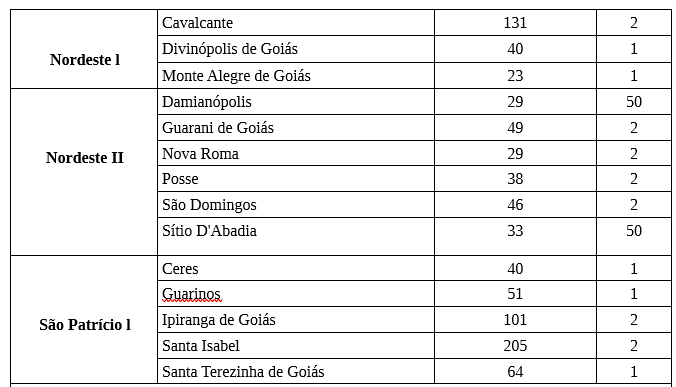 Nordeste l
Cavalcante 131 2
Divinópolis de Goiás 40 1
Monte Alegre de Goiás 23 1
Nordeste II
Damianópolis 29 50
Guarani de Goiás 49 2
Nova Roma 29 2
Posse 38 2
São Domingos 46 2
Sítio D'Abadia 33 50
São Patrício l
Ceres 40 1
Guarinos 51 1
Ipiranga de Goiás 101 2
Santa Isabel 205 2
Santa Terezinha de Goiás 64 1